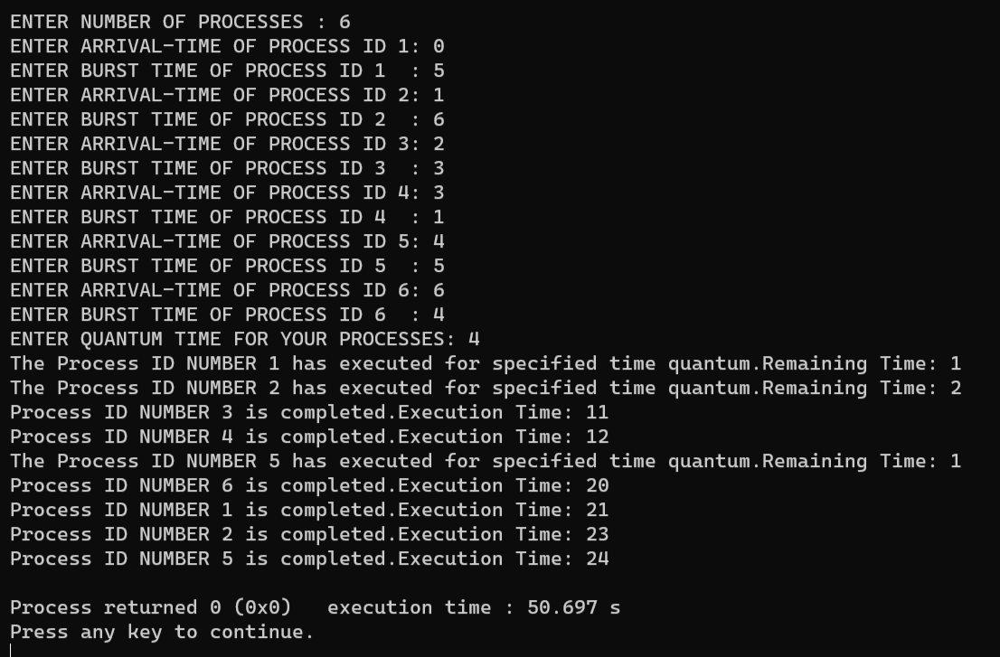 ENTER NUMBER OF PROCESSES : 6
ENTER ARRIVAL-TIME OF PROCESS ID 1: 0
ENTER BURST TIME OF PROCESS ID 1  : 5
ENTER ARRIVAL-TIME OF PROCESS ID 2: 1
ENTER BURST TIME OF PROCESS ID 2  : 6
ENTER ARRIVAL-TIME OF PROCESS ID 3: 2
ENTER BURST TIME OF PROCESS ID 3  : 3
ENTER ARRIVAL-TIME OF PROCESS ID 4: 3
ENTER BURST TIME OF PROCESS ID 4  : 1
ENTER ARRIVAL-TIME OF PROCESS ID 5: 4
ENTER BURST TIME OF PROCESS ID 5  : 5
ENTER ARRIVAL-TIME OF PROCESS ID 6: 6
ENTER BURST TIME OF PROCESS ID 6  : 4
ENTER QUANTUM TIME FOR YOUR PROCESSES: 4
The Process ID NUMBER 1 has executed for specified time quantum.Remaining Time: 1
The Process ID NUMBER 2 has executed for specified time quantum.Remaining Time: 2
Process ID NUMBER 3 is completed.Execution Time: 11
Process ID NUMBER 4 is completed.Execution Time: 12
The Process ID NUMBER 5 has executed for specified time quantum.Remaining Time: 1
Process ID NUMBER 6 is completed.Execution Time: 20
Process ID NUMBER 1 is completed.Execution Time: 21
Process ID NUMBER 2 is completed.Execution Time: 23
Process ID NUMBER 5 is completed.Execution Time: 24
Process returned 0 (0x0)   execution time : 50.697 s
Press any key to continue.